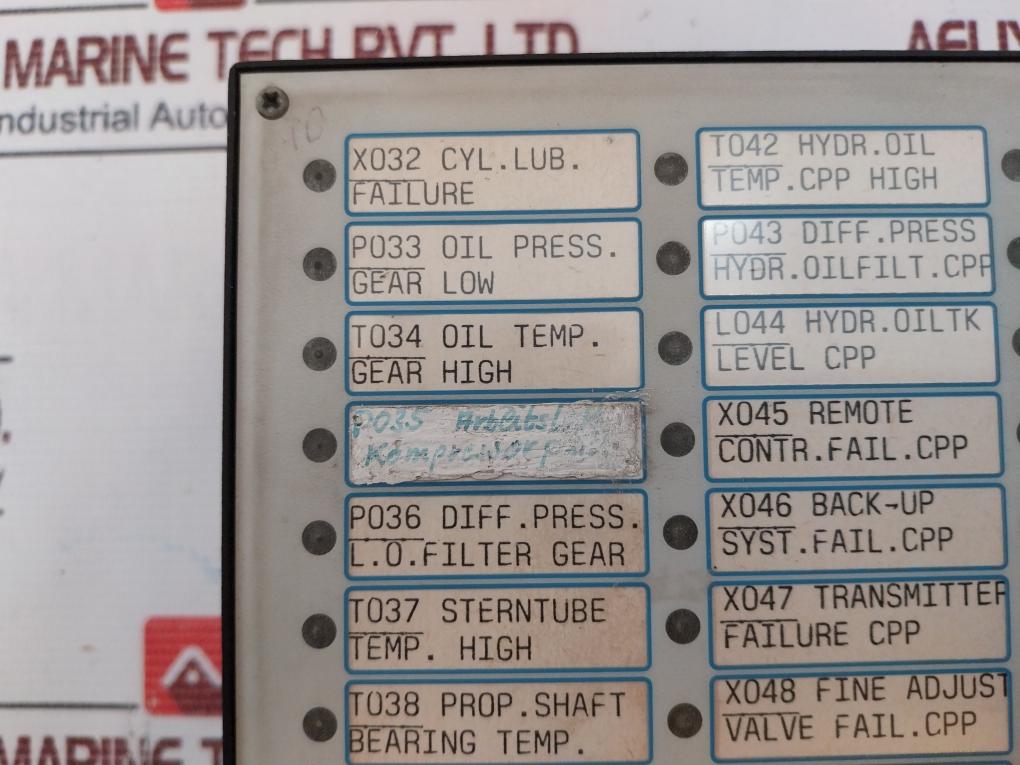 MARINE TECH PVT. LTD
ndustrial Auto
X032 CYL.LUB.
FAILURE
P033 OIL PRESS.
GEAR LOW
T034 OIL TEMP.
GEAR HIGH
P035
P036 DIFF.PRESS.
L.O.FILTER GEAR
T037 STERNTUBE
TEMP. HIGH
T038 PROP.SHAFT
BEARING TEMP.
T042 HYDR.OIL
TEMP.CPP HIGH
P043 DIFF.PRESS
HYDR.OILFILT.CPP
L044 HYDR.OILTK
LEVEL CPP
X045 REMOTE
CONTR.FAIL.CPP
X046 BACK-UP
SYST.FAIL.CPP
X047 TRANSMITTER
FAILURE CPP
X048 FINE ADJUST
VALVE FAIL.CPP
MARINE T